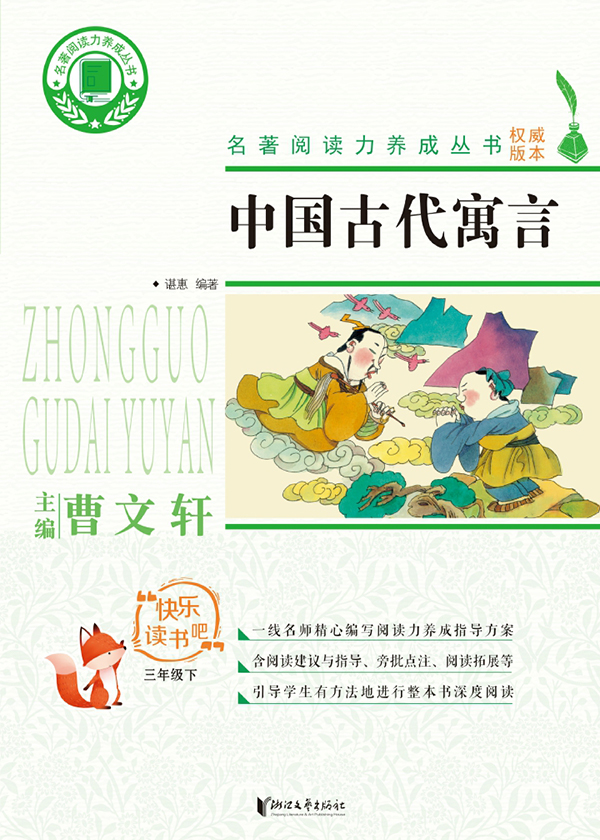 名著阅读力养成丛书
名著阅读力养成丛书
权威
版本
中国古代寓言
谌惠 编著
ZHONGGUO
GUDAI YUYAN
主编
曹文轩
快乐
读书吧
三年级下
一线名师精心编写阅读力养成指导方案
含阅读建议与指导、旁批点注、阅读拓展等
引导学生有方法地进行整本书深度阅读
浙江文艺出版社
Zhejiang Literature & Art Publishing House